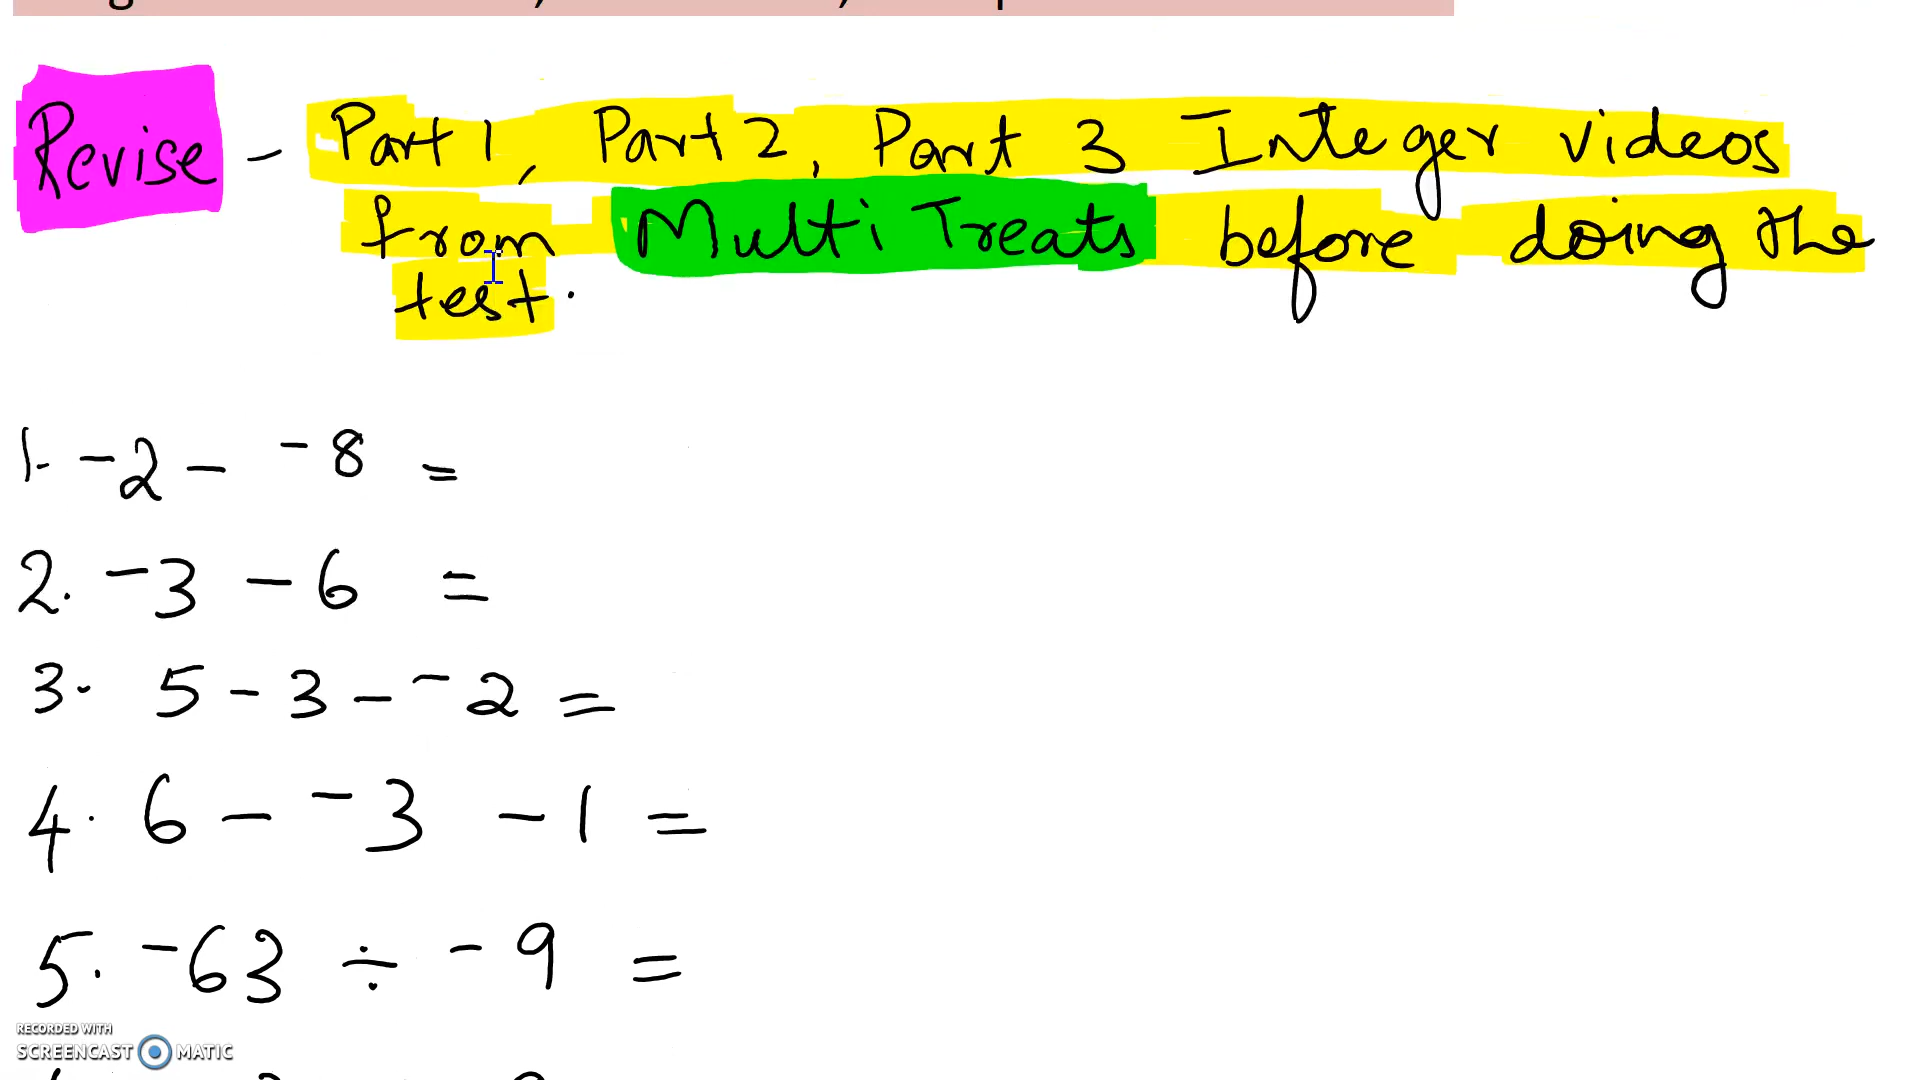 Revise - Part 1, Part 2, Part 3 Integer videos
from Multi Treats before doing the
test.
1. -2 - -8 =
2. -3 - 6 =
3. 5 - 3 - -2 =
4. 6 - -3 - 1 =
5. -63 ÷ -9 =
RECORDED WITH
SCREENCAST MATIC